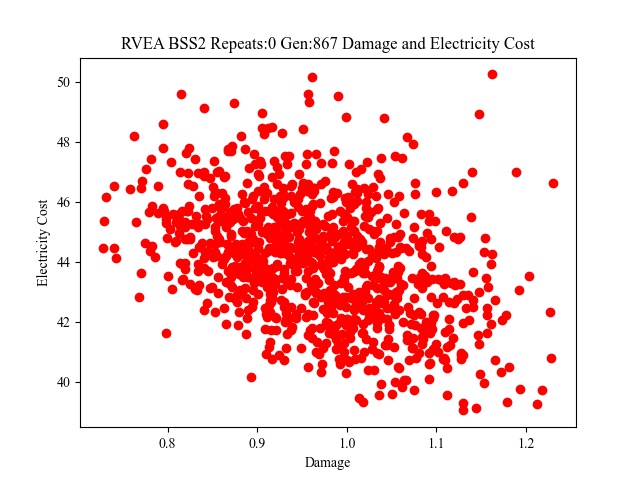 RVEA BSS2 Repeats:0 Gen:867 Damage and Electricity Cost
50
48
46
44
42
40
Electricity Cost
0.8 0.9 1.0 1.1 1.2
Damage